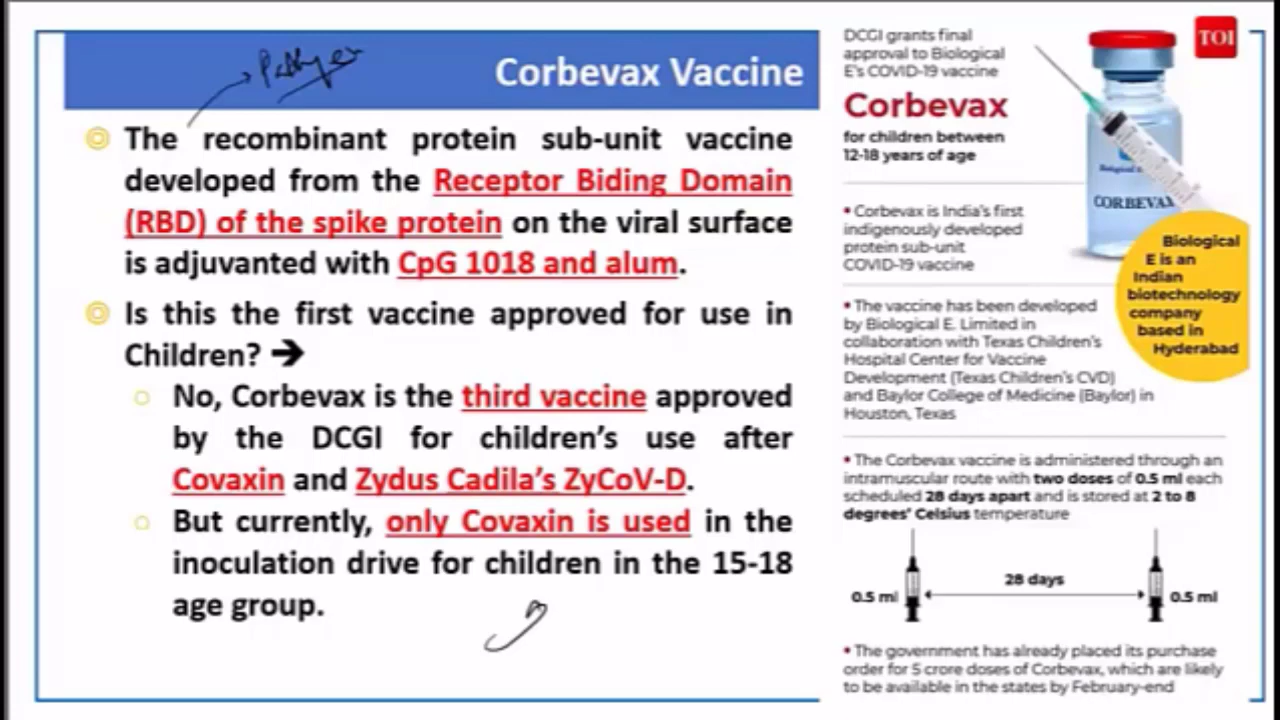 Corbevax Vaccine
The recombinant protein sub-unit vaccine
developed from the Receptor Biding Domain
(RBD) of the spike protein on the viral surface
is adjuvanted with CpG 1018 and alum.
Is this the first vaccine approved for use in
Children? ➔
No, Corbevax is the third vaccine approved
by the DCGI for children's use after
Covaxin and Zydus Cadila's ZyCoV-D.
But currently, only Covaxin is used in the
inoculation drive for children in the 15-18
age group.
TOI
DCGI grants final
approval to Biological
E's COVID-19 vaccine
Corbevax
for children between
12-18 years of age
CORBEVAX
• Corbevax is India's first
indigenously developed
protein sub-unit
COVID-19 vaccine
Biological
E is an
Indian
biotechnology
company
based in
Hyderabad
• The vaccine has been developed
by Biological E. Limited in
collaboration with Texas Children's
Hospital Center for Vaccine
Development (Texas Children's CVD)
and Baylor College of Medicine (Baylor) in
Houston, Texas
• The Corbevax vaccine is administered through an
intramuscular route with two doses of 0.5 ml each
scheduled 28 days apart and is stored at 2 to 8
degrees' Celsius temperature
28 days
0.5 ml
0.5 ml
• The government has already placed its purchase
order for 5 crore doses of Corbevax, which are likely
to be available in the states by February-end